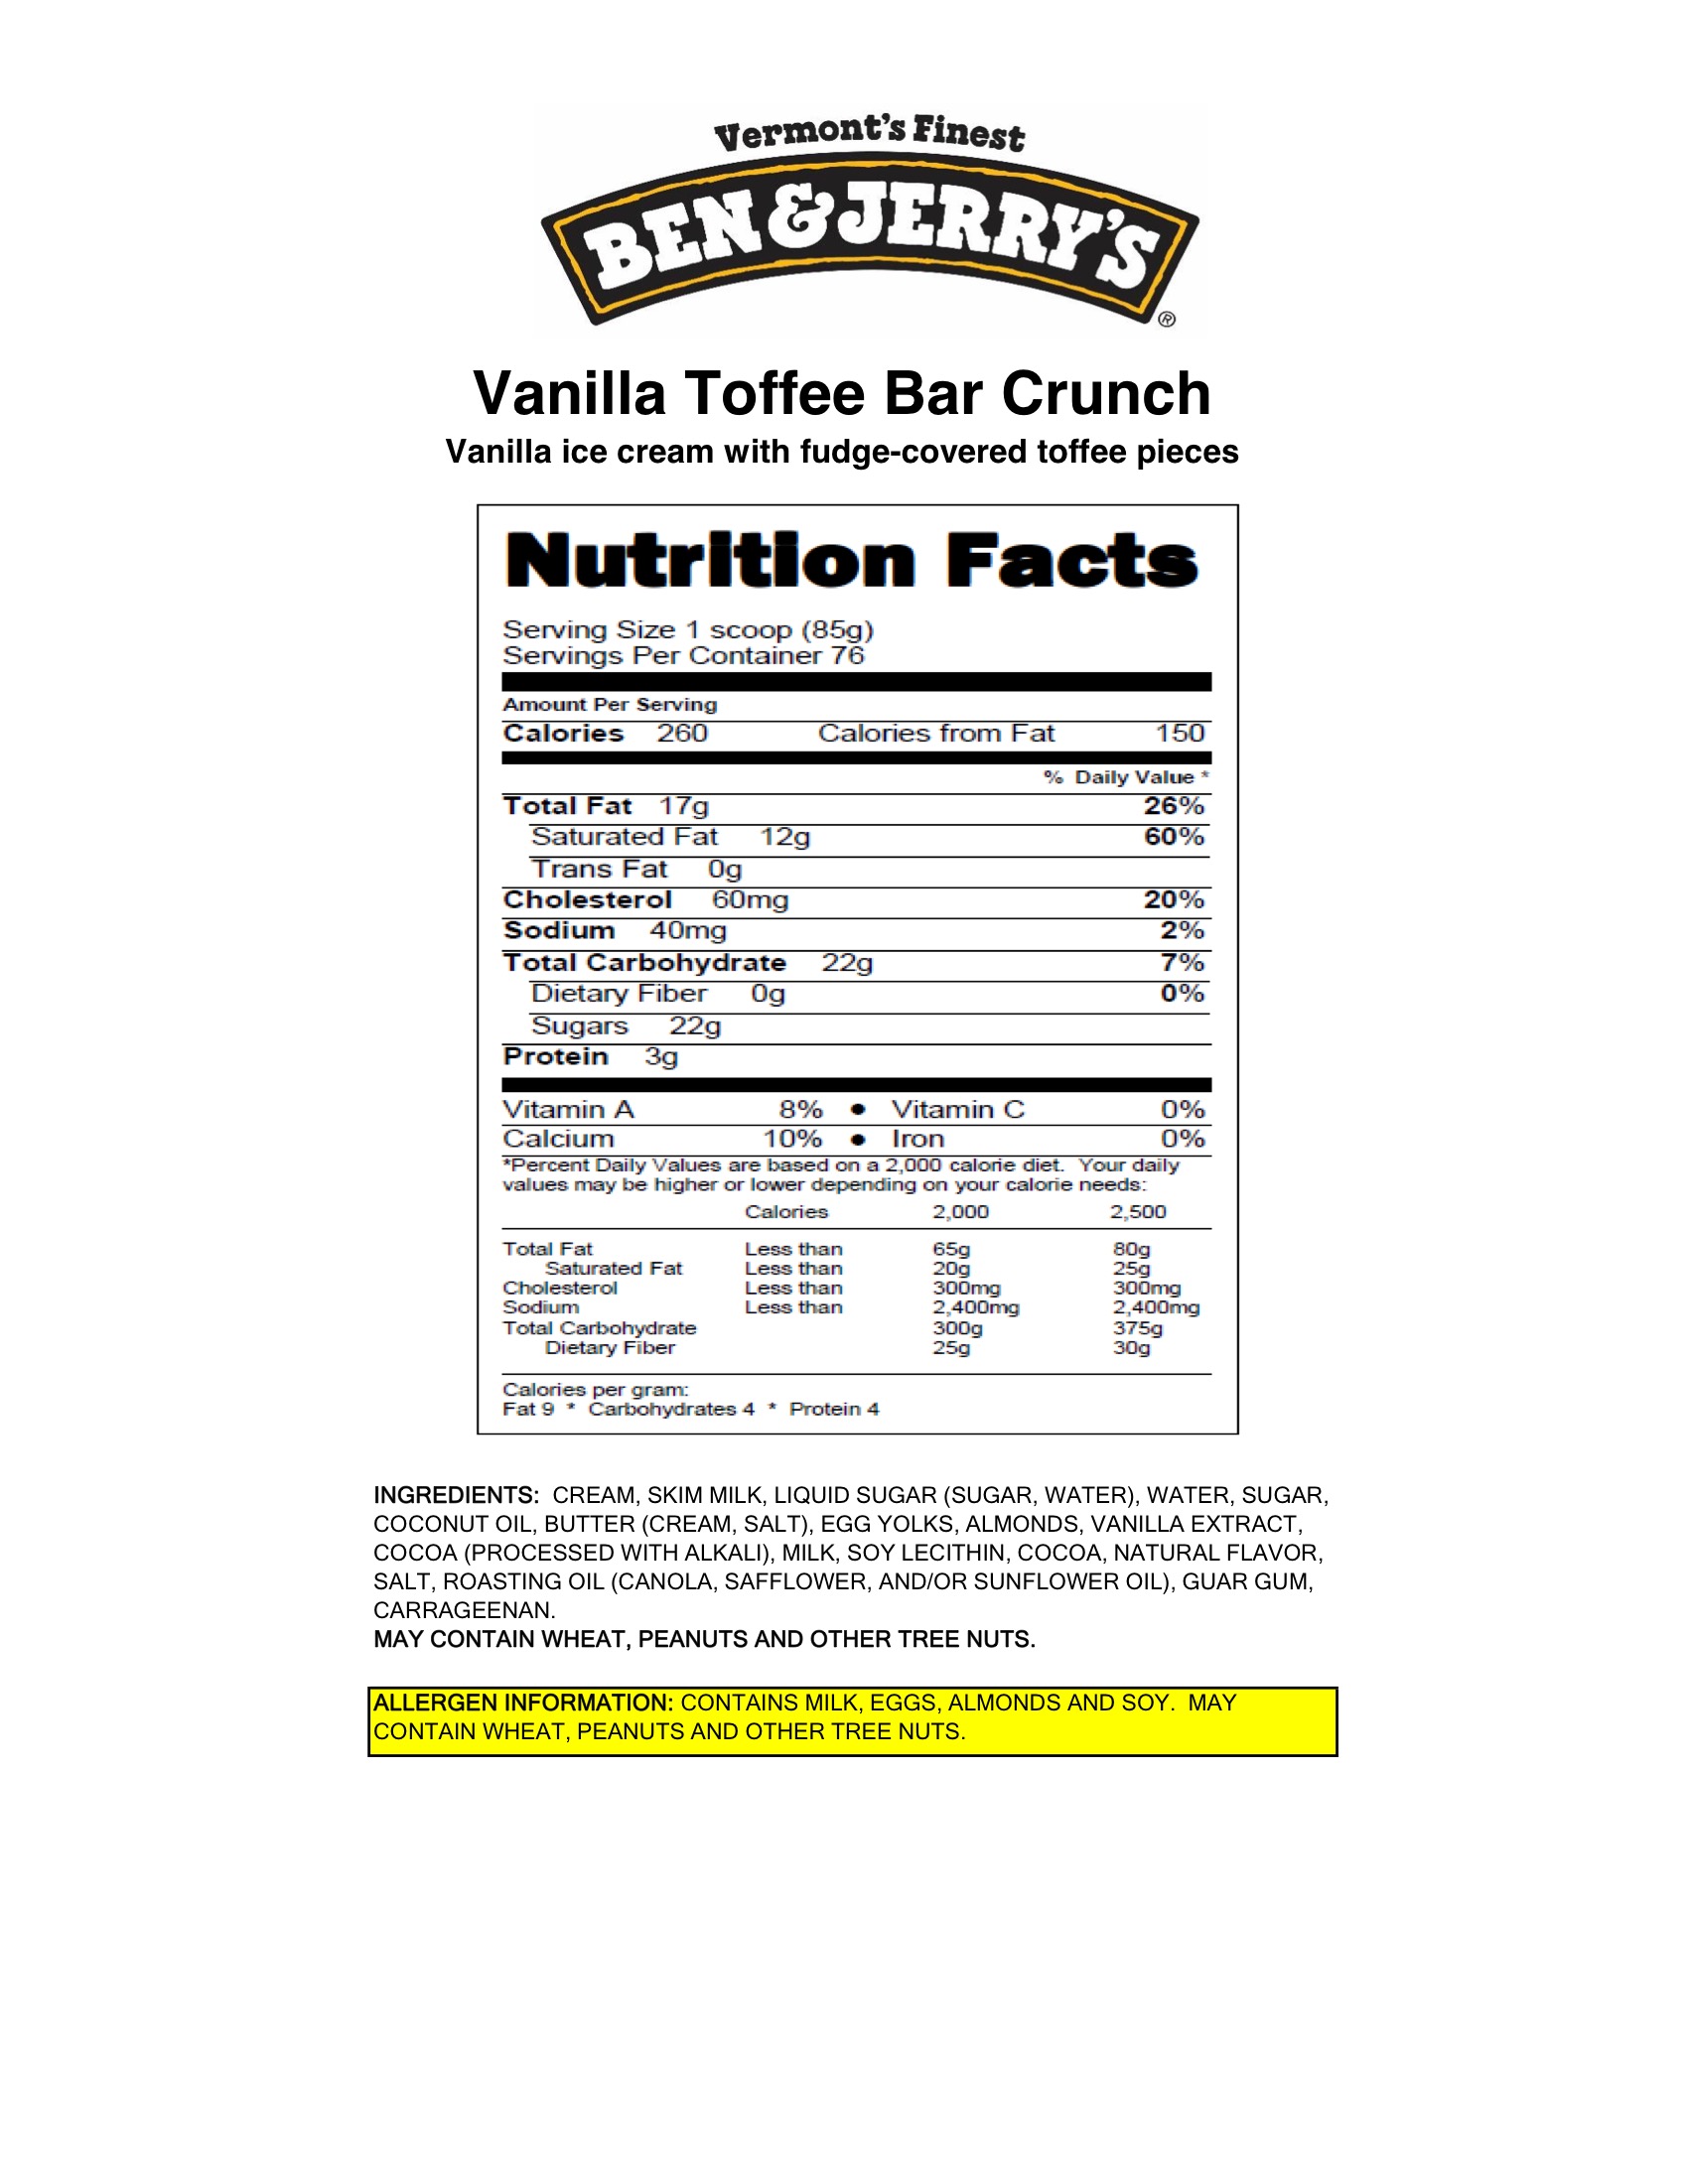 Vermont's Finest
BEN & JERRY'S ®
Vanilla Toffee Bar Crunch
Vanilla ice cream with fudge-covered toffee pieces
Nutrition Facts
Serving Size 1 scoop (85g)
Servings Per Container 76
Amount Per Serving
Calories 260 Calories from Fat 150
% Daily Value *
Total Fat 17g 26%
Saturated Fat 12g 60%
Trans Fat 0g
Cholesterol 60mg 20%
Sodium 40mg 2%
Total Carbohydrate 22g 7%
Dietary Fiber 0g 0%
Sugars 22g
Protein 3g
Vitamin A 8% • Vitamin C 0%
Calcium 10% • Iron 0%
*Percent Daily Values are based on a 2,000 calorie diet. Your daily
values may be higher or lower depending on your calorie needs:
Calories 2,000 2,500
Total Fat Less than 65g 80g
Saturated Fat Less than 20g 25g
Cholesterol Less than 300mg 300mg
Sodium Less than 2,400mg 2,400mg
Total Carbohydrate 300g 375g
Dietary Fiber 25g 30g
Calories per gram:
Fat 9 * Carbohydrates 4 * Protein 4
INGREDIENTS: CREAM, SKIM MILK, LIQUID SUGAR (SUGAR, WATER), WATER, SUGAR,
COCONUT OIL, BUTTER (CREAM, SALT), EGG YOLKS, ALMONDS, VANILLA EXTRACT,
COCOA (PROCESSED WITH ALKALI), MILK, SOY LECITHIN, COCOA, NATURAL FLAVOR,
SALT, ROASTING OIL (CANOLA, SAFFLOWER, AND/OR SUNFLOWER OIL), GUAR GUM,
CARRAGEENAN.
MAY CONTAIN WHEAT, PEANUTS AND OTHER TREE NUTS.
ALLERGEN INFORMATION: CONTAINS MILK, EGGS, ALMONDS AND SOY. MAY
CONTAIN WHEAT, PEANUTS AND OTHER TREE NUTS.